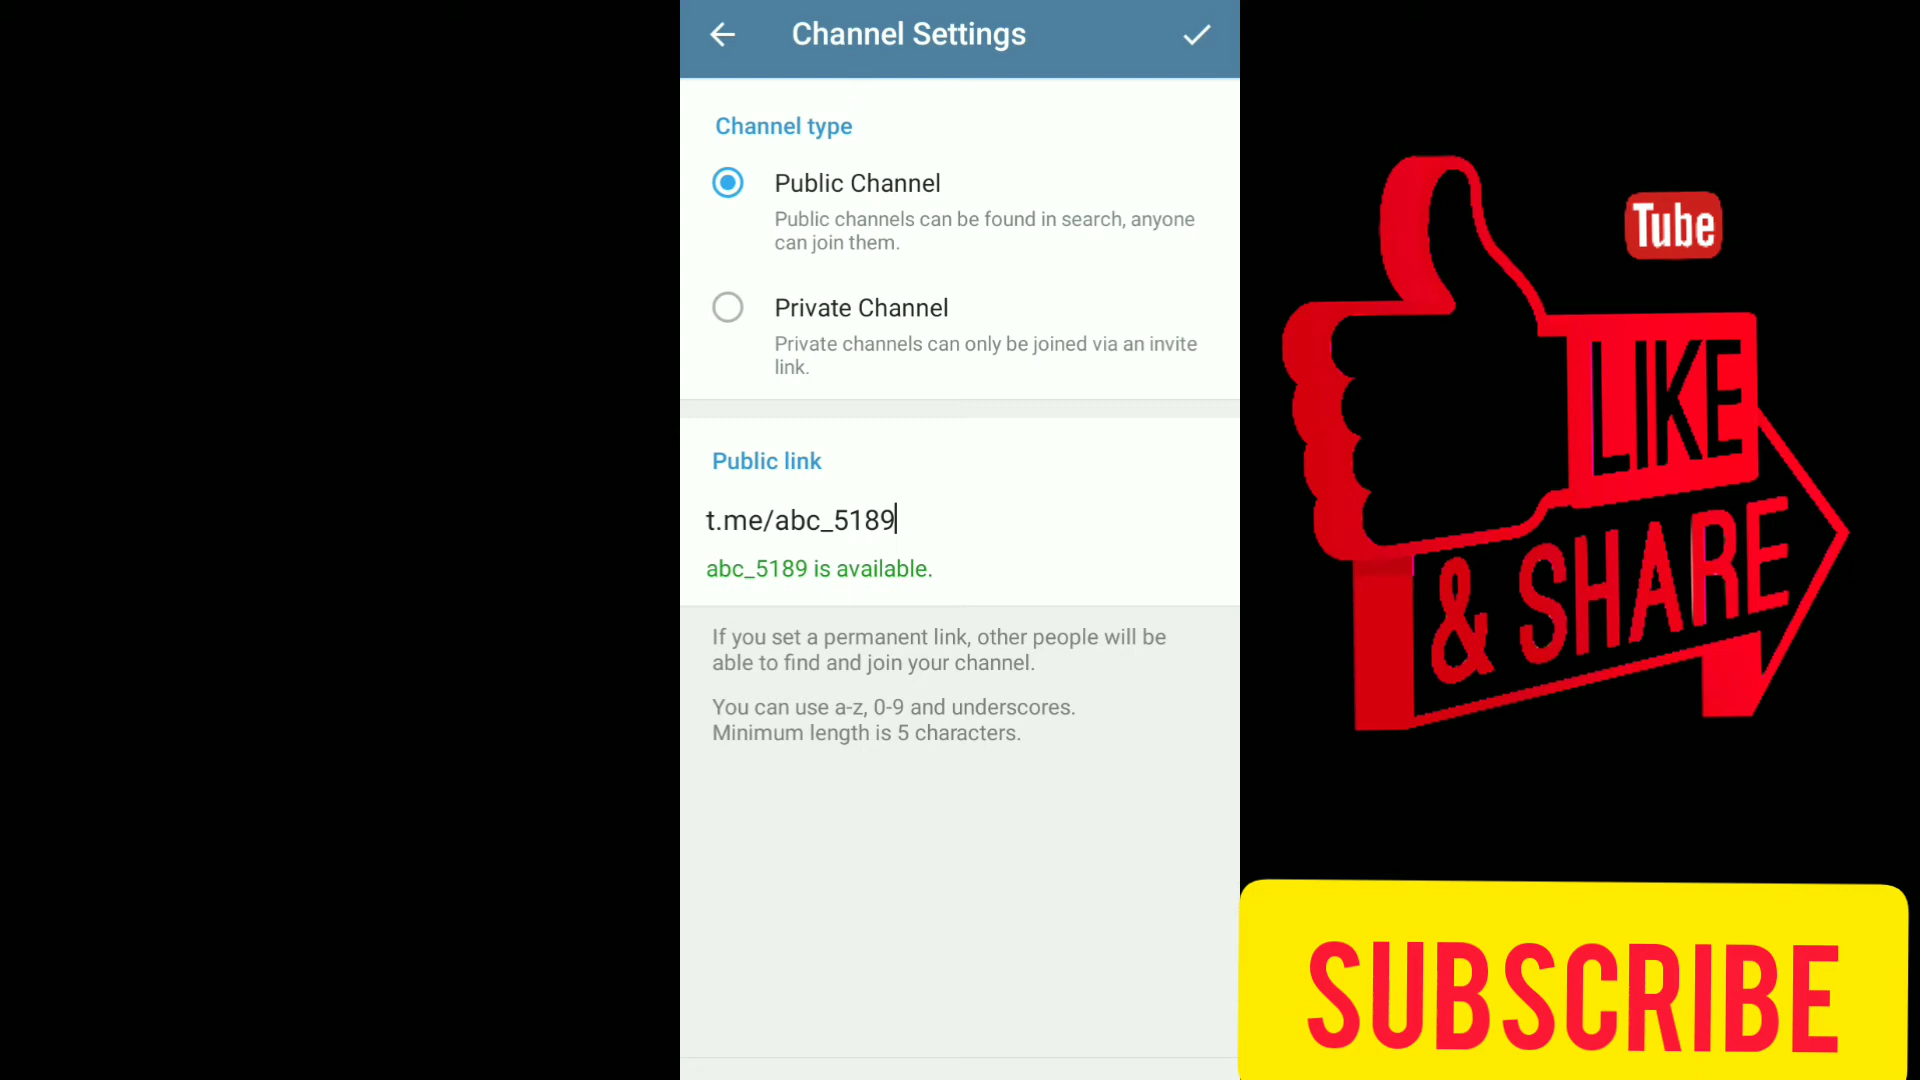 Channel Settings
Channel type
Public Channel
Public channels can be found in search, anyone
can join them.
Private Channel
Private channels can only be joined via an invite
link.
Public link
t.me/abc_5189
abc_5189 is available.
If you set a permanent link, other people will be
able to find and join your channel.
You can use a-z, 0-9 and underscores.
Minimum length is 5 characters.
Tube
LIKE
& SHARE
SUBSCRIBE